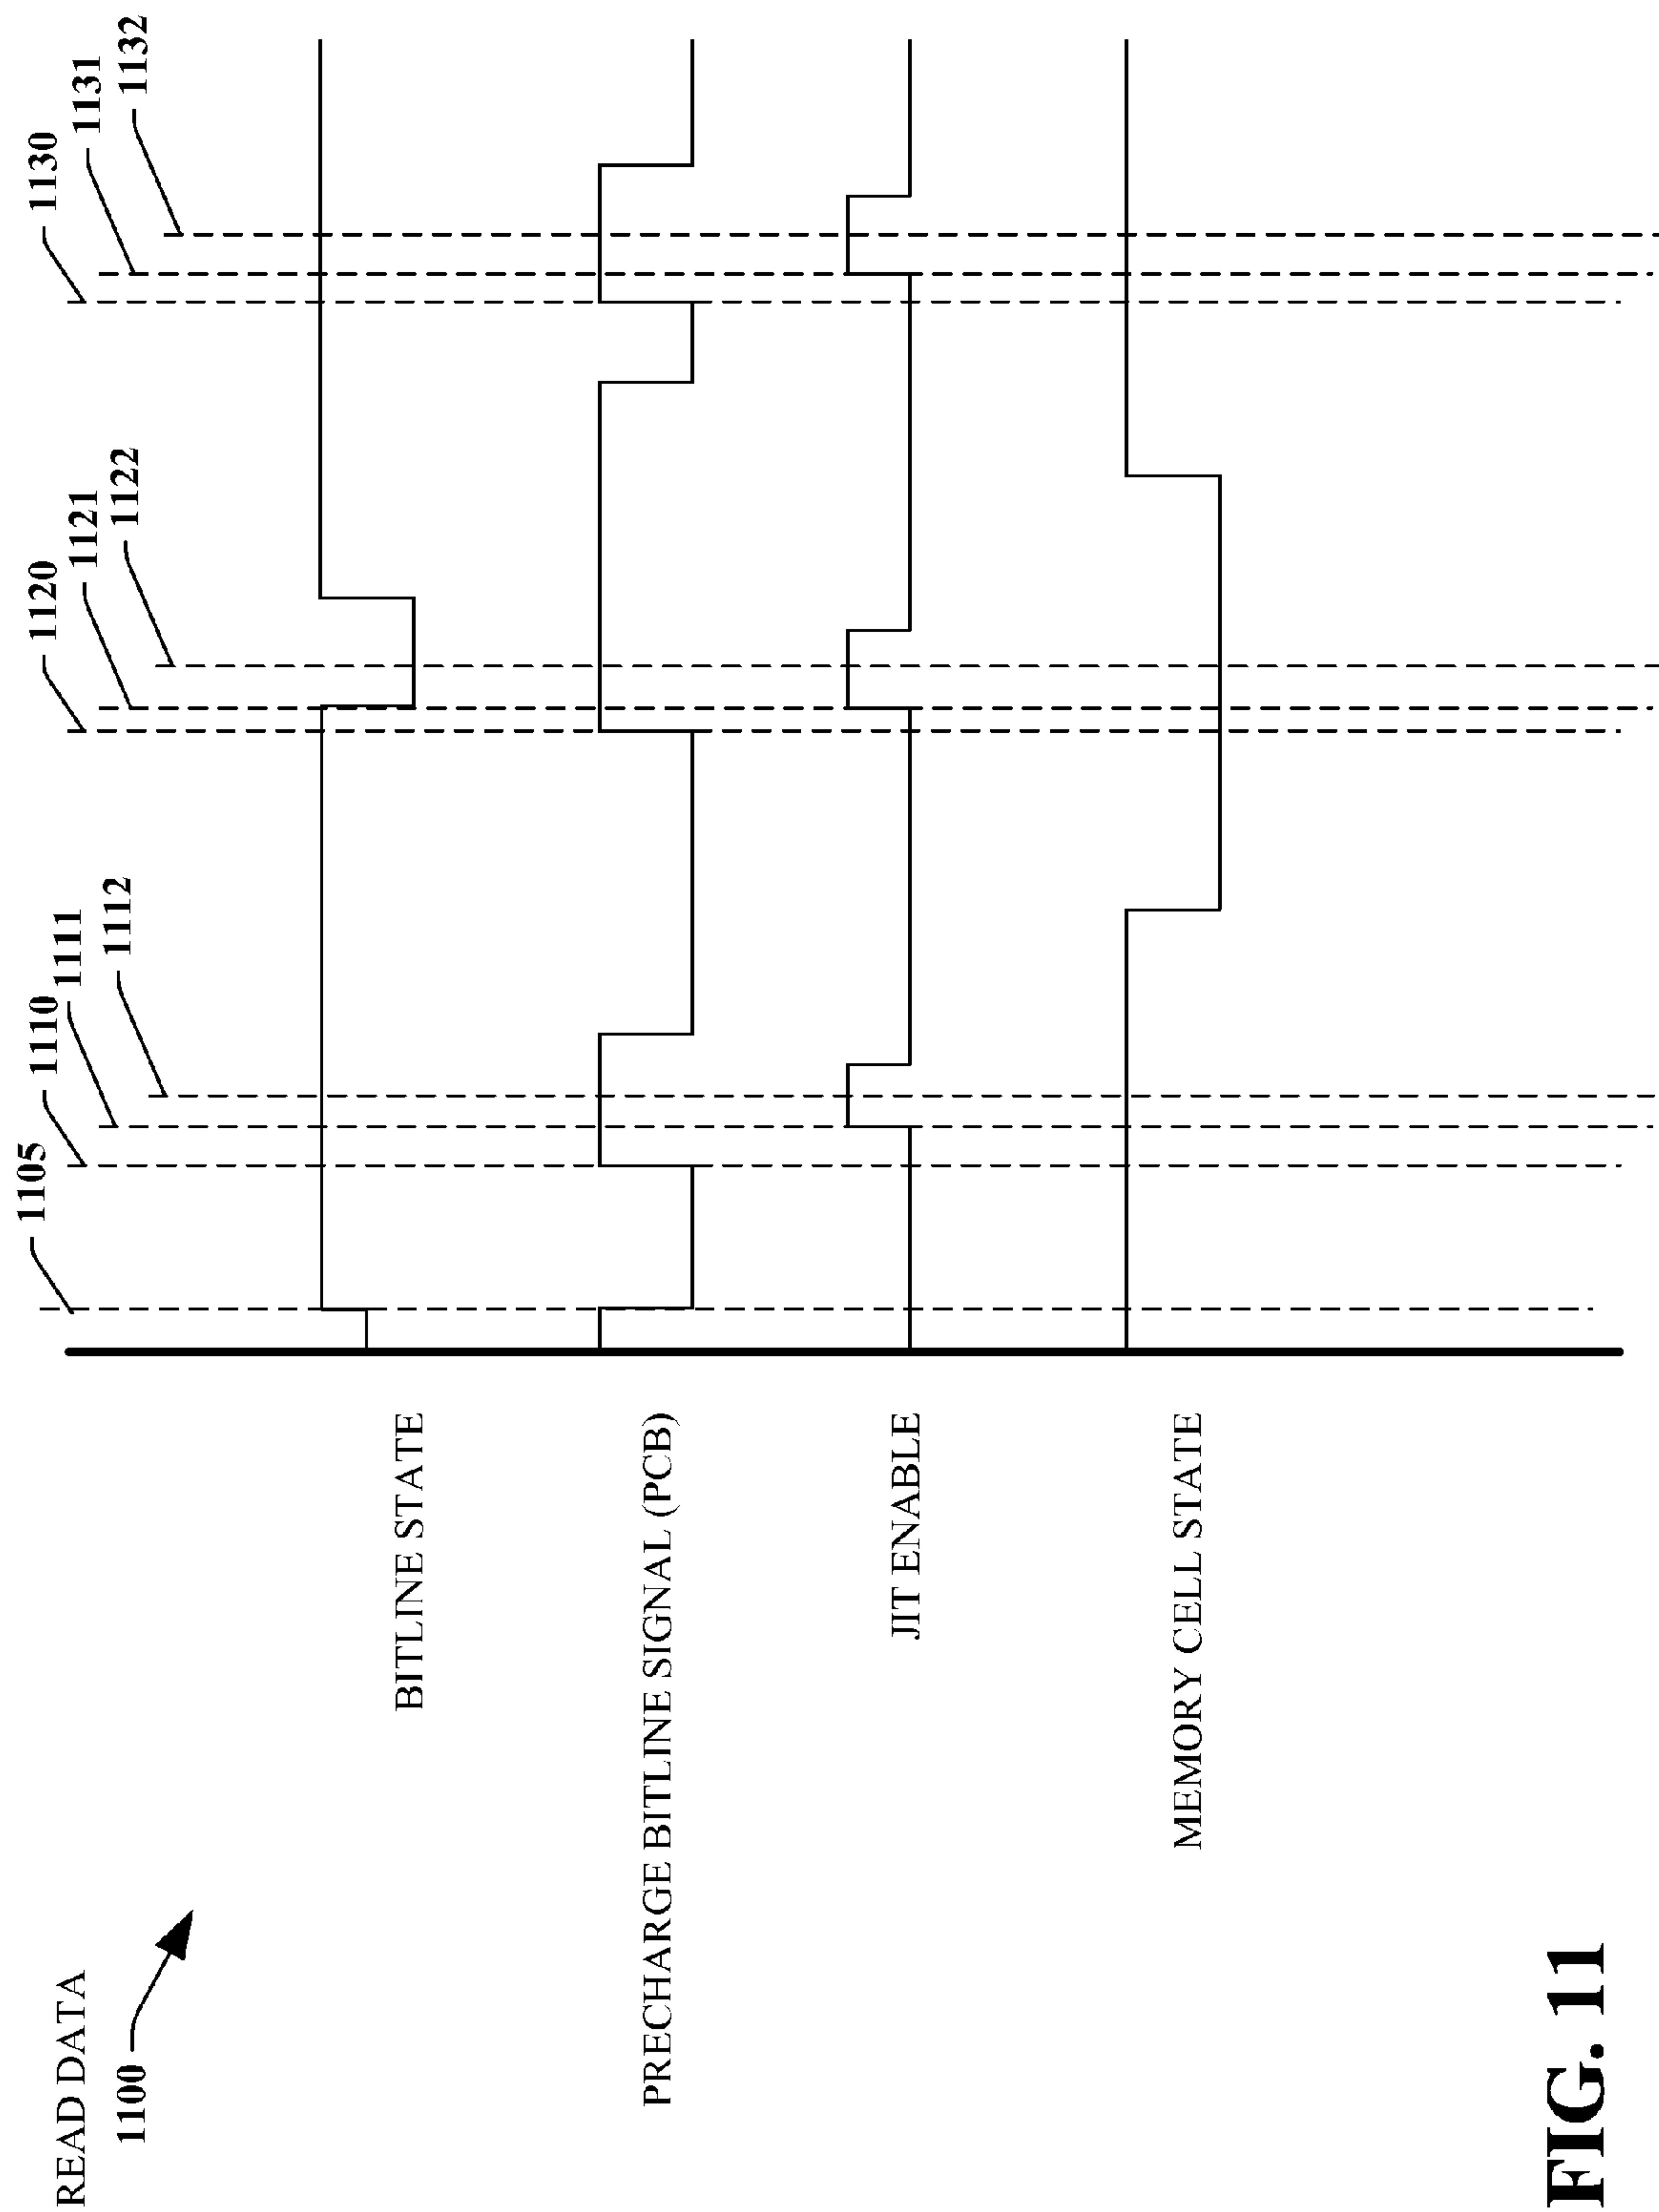 READ DATA
1100
1105
1110
1111
1112
1120
1121
1122
1130
1131
1132
BITLINE STATE
PRECHARGE BITLINE SIGNAL (PCB)
JIT ENABLE
MEMORY CELL STATE
FIG. 11